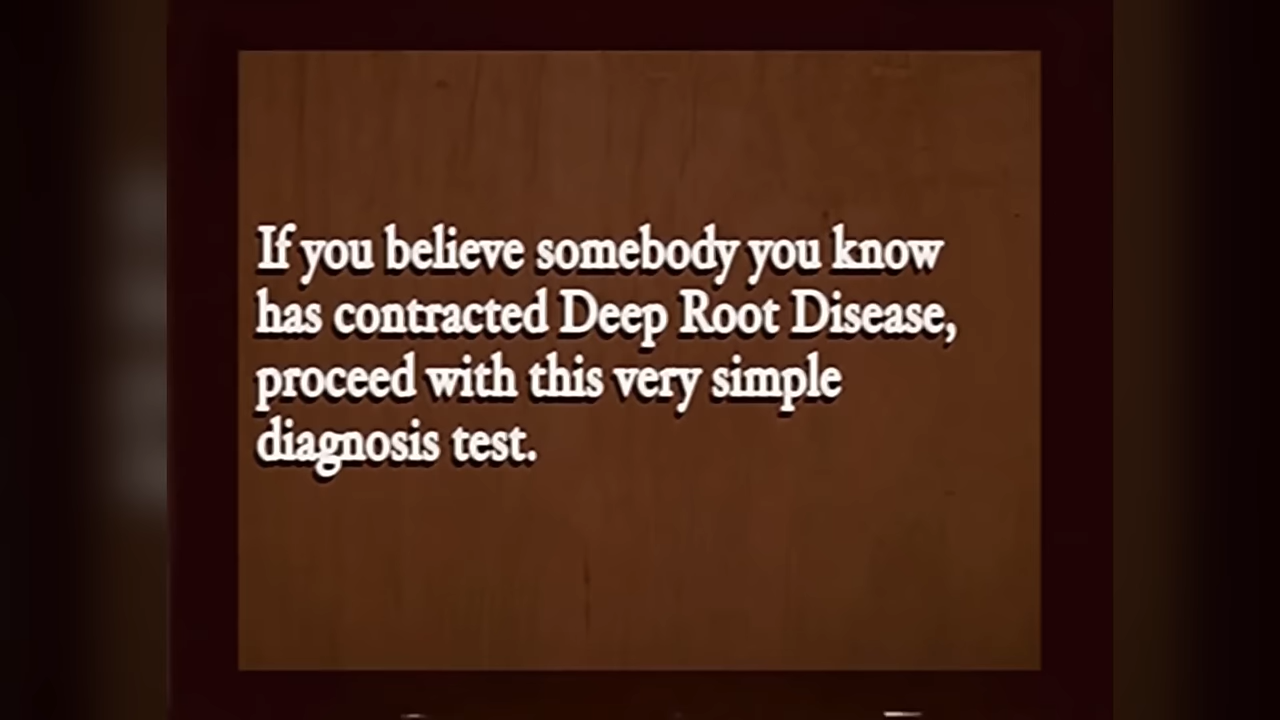 If you believe somebody you know
has contracted Deep Root Disease,
proceed with this very simple
diagnosis test.